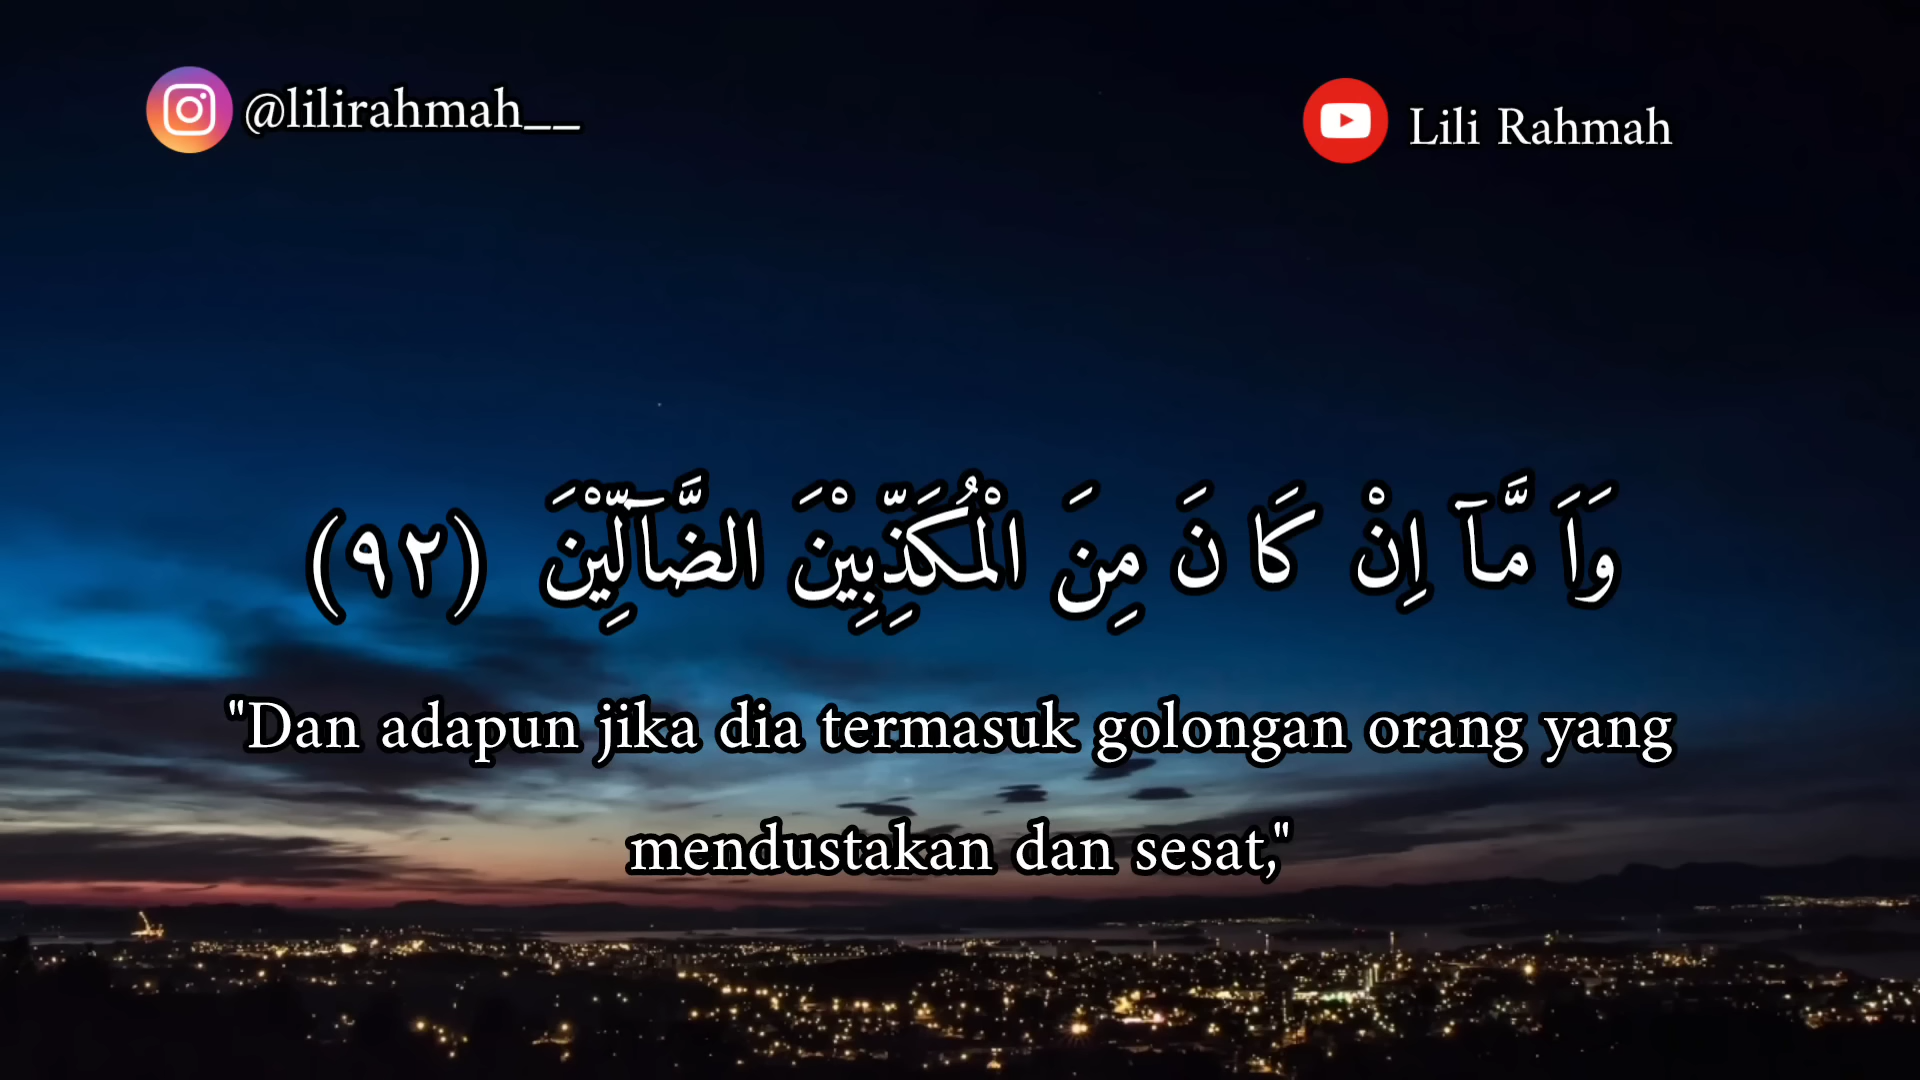 @lilirahmah__
Lili Rahmah
وَاَ مَّاۤ اِنْ كَا نَ مِنَ الْمُكَذِّبِيْنَ الضَّآلِّيْنَ (٩٢)
"Dan adapun jika dia termasuk golongan orang yang
mendustakan dan sesat,"